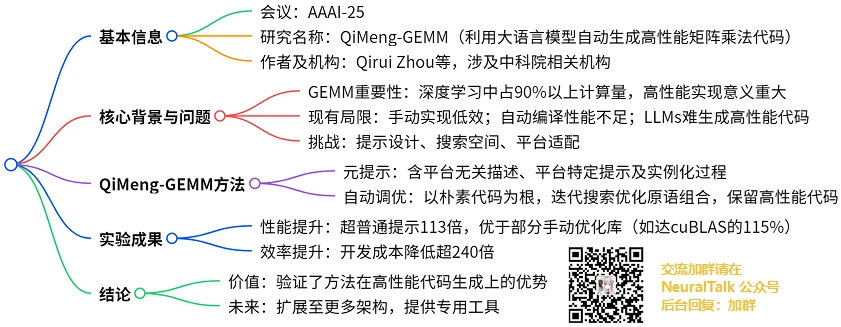 基本信息
会议：AAAI-25
研究名称：QiMeng-GEMM（利用大语言模型自动生成高性能矩阵乘法代码）
作者及机构：Qirui Zhou等，涉及中科院相关机构
核心背景与问题
GEMM重要性：深度学习中占90%以上计算量，高性能实现意义重大
现有局限：手动实现低效；自动编译性能不足；LLMs难生成高性能代码
挑战：提示设计、搜索空间、平台适配
QiMeng-GEMM方法
元提示：含平台无关描述、平台特定提示及实例化过程
自动调优：以朴素代码为根，迭代搜索优化原语组合，保留高性能代码
实验成果
性能提升：超普通提示113倍，优于部分手动优化库（如达cuBLAS的115%）
效率提升：开发成本降低超240倍
结论
价值：验证了方法在高性能代码生成上的优势
未来：扩展至更多架构，提供专用工具
交流加群请在
NeuralTalk 公众号
后台回复：加群